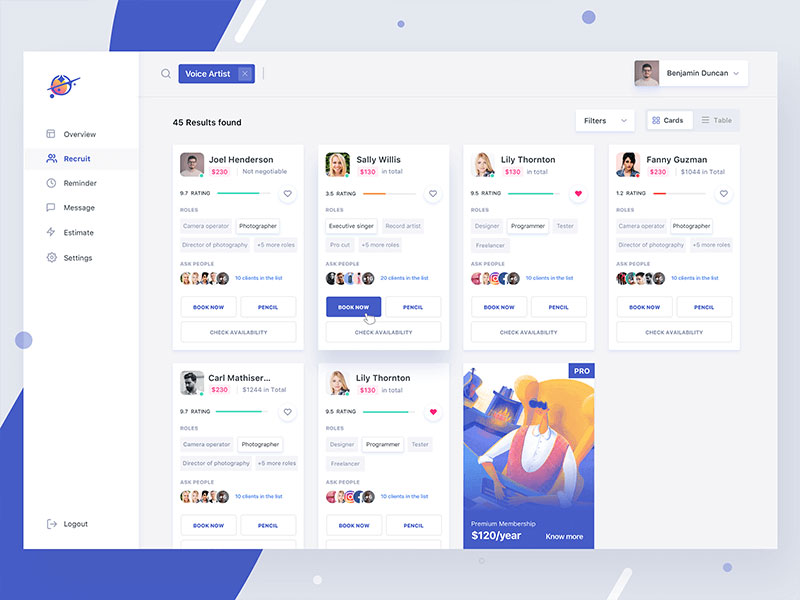 Voice Artist
Benjamin Duncan
45 Results found
Filters
Cards
Table
Overview
Recruit
Reminder
Message
Estimate
Settings
Logout
Joel Henderson
$230 Not negotiable
9.7 RATING
ROLES
Camera operator Photographer
Director of photography +5 more roles
ASK PEOPLE
+6 10 clients in the list
BOOK NOW PENCIL
CHECK AVAILABILITY
Sally Willis
$130 in total
3.5 RATING
ROLES
Executive singer Record artist
Pro cut +5 more roles
ASK PEOPLE
+6 20 clients in the list
BOOK NOW PENCIL
CHECK AVAILABILITY
Lily Thornton
$130 in total
9.5 RATING
ROLES
Designer Programmer Tester
Freelancer
ASK PEOPLE
+6 10 clients in the list
BOOK NOW PENCIL
CHECK AVAILABILITY
Fanny Guzman
$230 $1044 in Total
1.2 RATING
ROLES
Camera operator Photographer
Director of photography +5 more roles
ASK PEOPLE
+6 10 clients in the list
BOOK NOW PENCIL
CHECK AVAILABILITY
Carl Mathiser...
$230 $1244 in Total
9.7 RATING
ROLES
Camera operator Photographer
Director of photography +5 more roles
ASK PEOPLE
+6 10 clients in the list
BOOK NOW PENCIL
Lily Thornton
$130 in total
9.5 RATING
ROLES
Designer Programmer Tester
Freelancer
ASK PEOPLE
+6 10 clients in the list
BOOK NOW PENCIL
PRO
Premium Membership
$120/year Know more